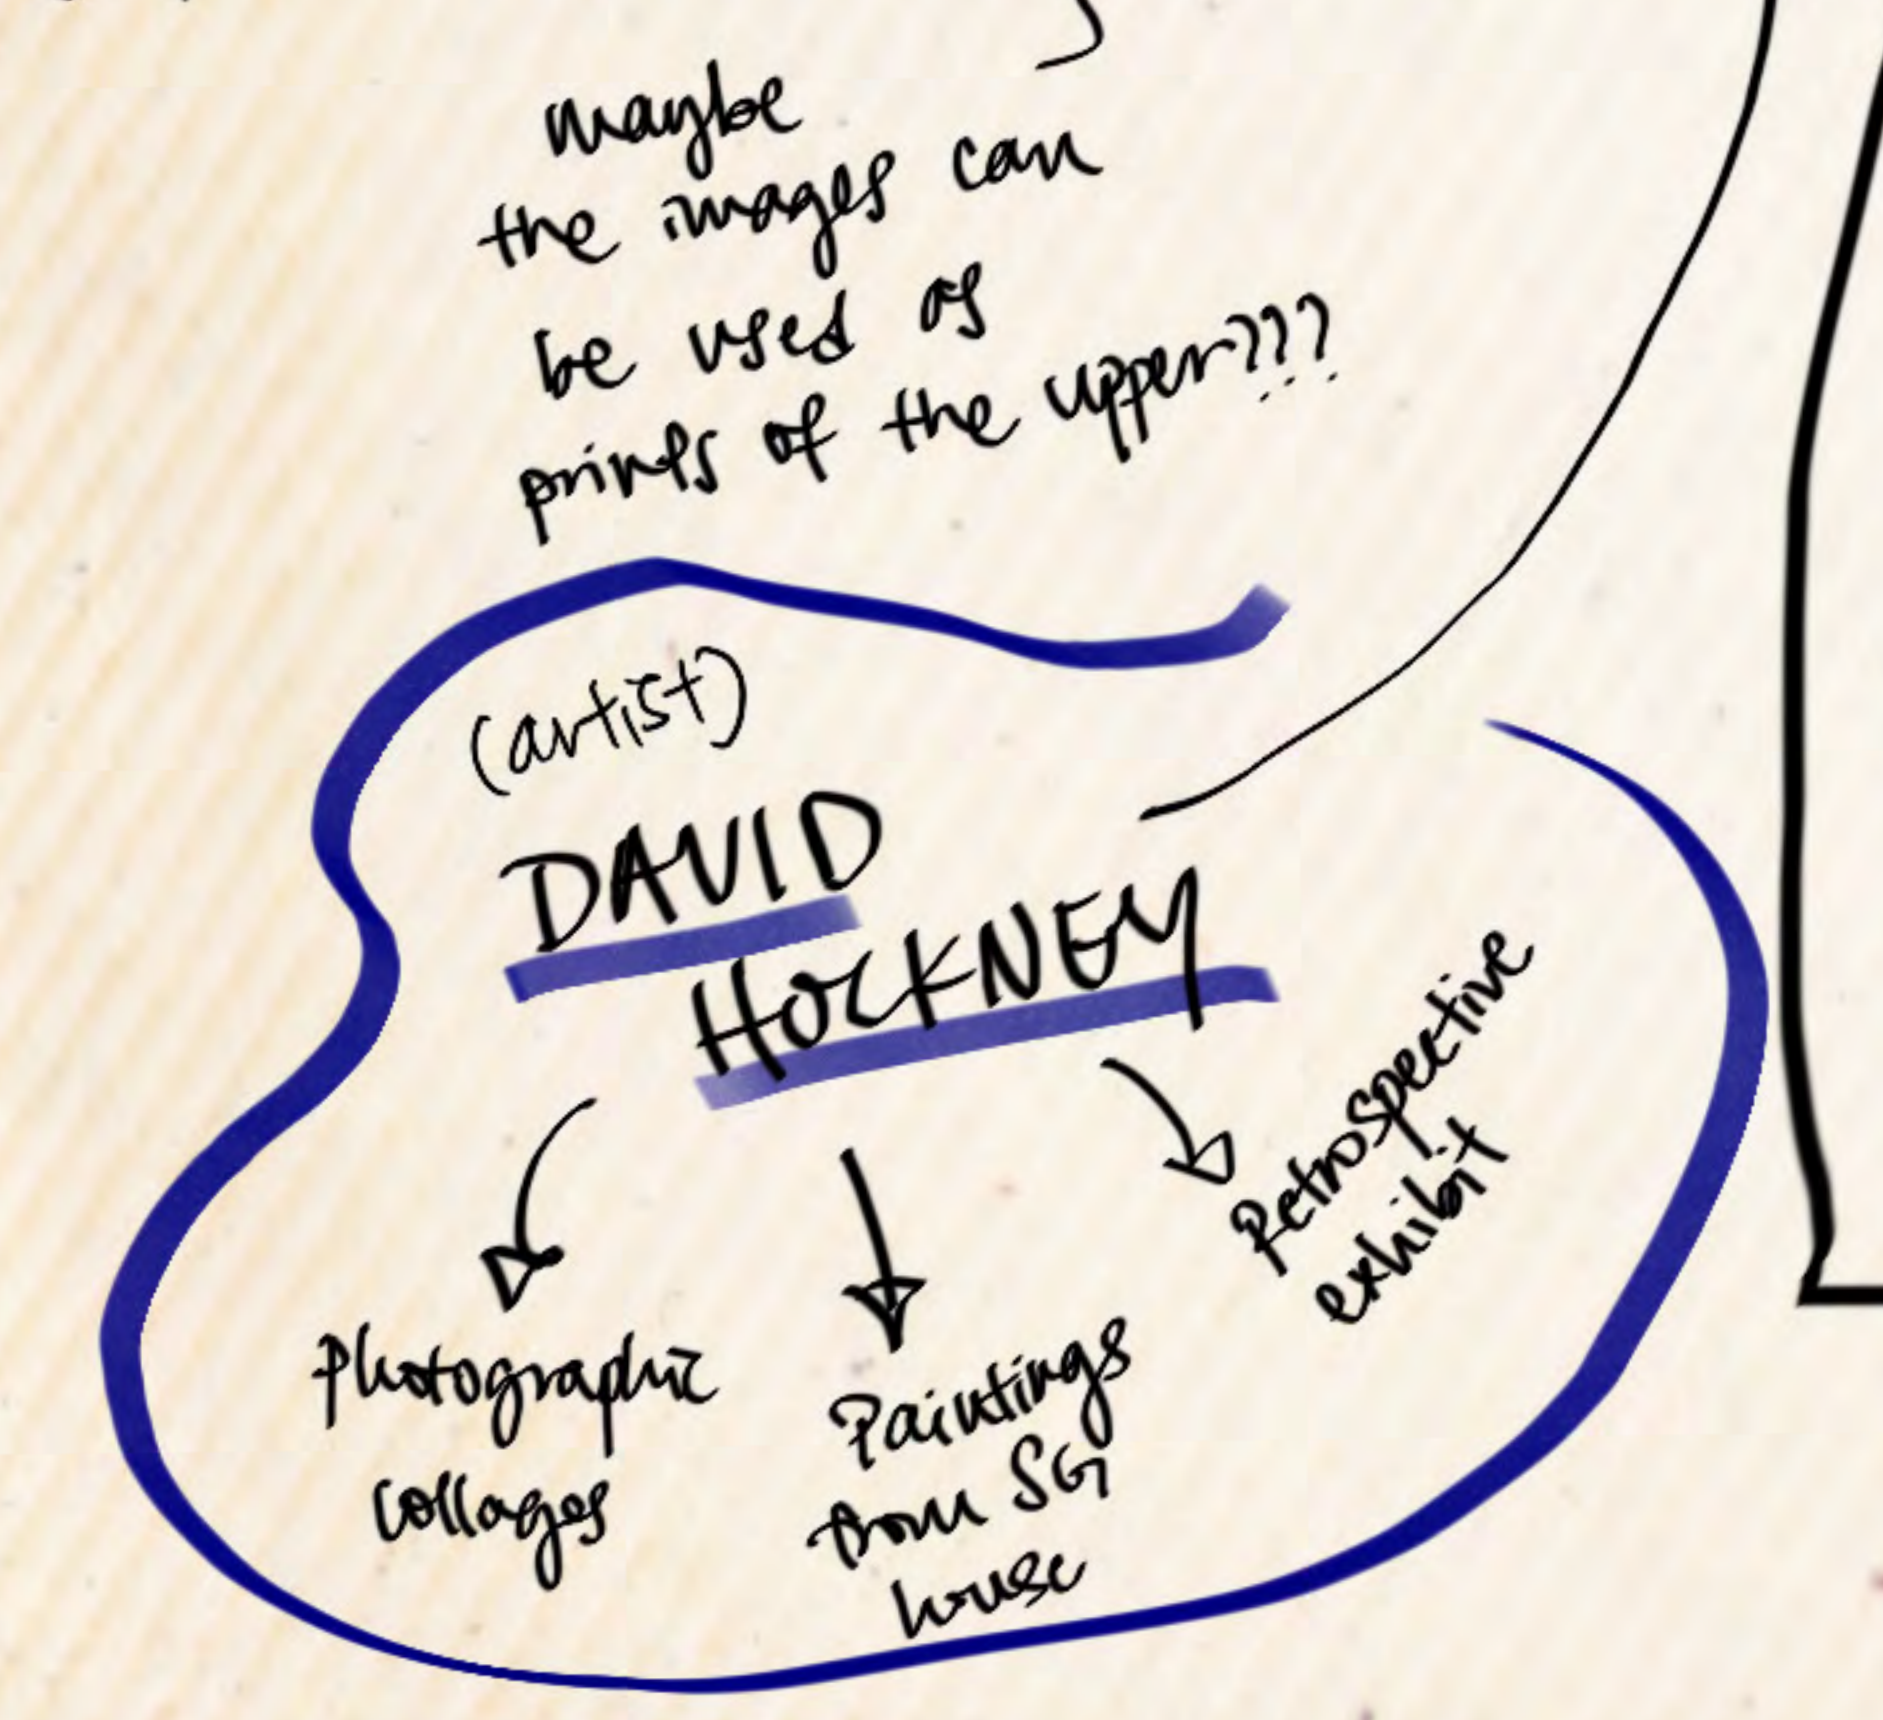 maybe
the images can
be used as
prints of the upper???
(artist)
DAVID
HOCKNEY
Photographic
collages
Paintings
from SG
house
Retrospective
exhibit